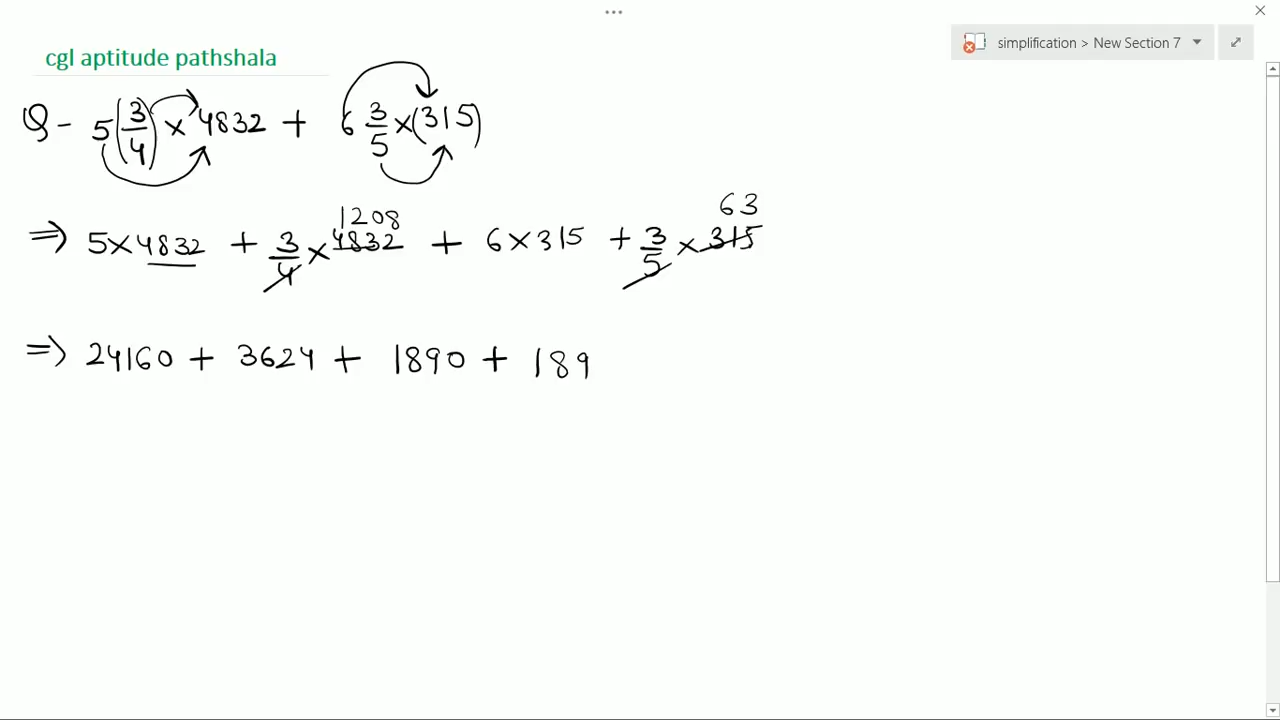 simplification > New Section 7
cgl aptitude pathshala
Q - 5(3/4) × 4832 + 6 3/5 × (315)
1208 63
⇒ 5 × 4832 + 3/4 × 4832 + 6 × 315 + 3/5 × 315
⇒ 24160 + 3624 + 1890 + 189